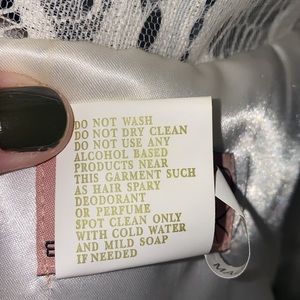 DO NOT WASH
DO NOT DRY CLEAN
DO NOT USE ANY
ALCOHOL BASED
PRODUCTS NEAR
THIS GARMENT SUCH
AS HAIR SPARY
DEODORANT
OR PERFUME
SPOT CLEAN ONLY
WITH COLD WATER
AND MILD SOAP
IF NEEDED